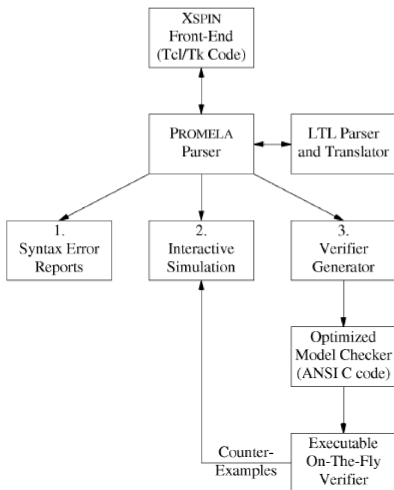 XSPIN
Front-End
(Tcl/Tk Code)
PROMELA
Parser
LTL Parser
and Translator
1.
Syntax Error
Reports
2.
Interactive
Simulation
3.
Verifier
Generator
Optimized
Model Checker
(ANSI C code)
Counter-
Examples
Executable
On-The-Fly
Verifier